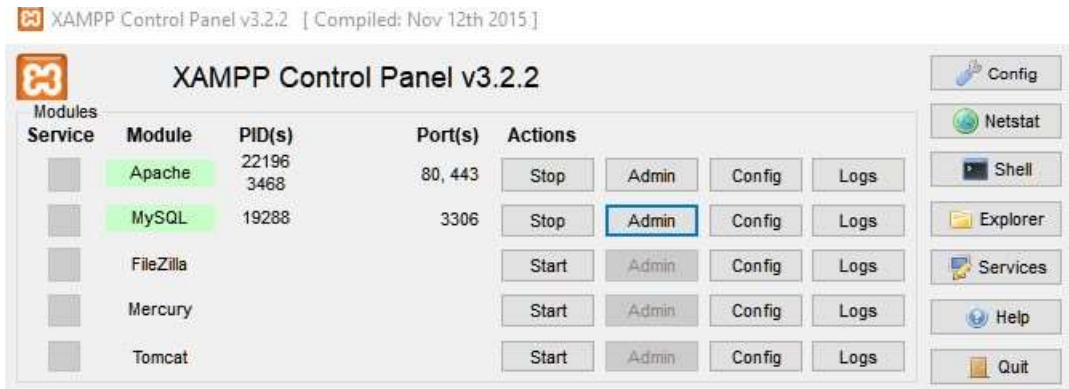 XAMPP Control Panel v3.2.2 [ Compiled: Nov 12th 2015 ]
XAMPP Control Panel v3.2.2
Config
Modules
Service Module PID(s) Port(s) Actions
Netstat
Apache 22196 3468 80, 443 Stop Admin Config Logs
Shell
MySQL 19288 3306 Stop Admin Config Logs
Explorer
FileZilla Start Admin Config Logs
Services
Mercury Start Admin Config Logs
Help
Tomcat Start Admin Config Logs
Quit